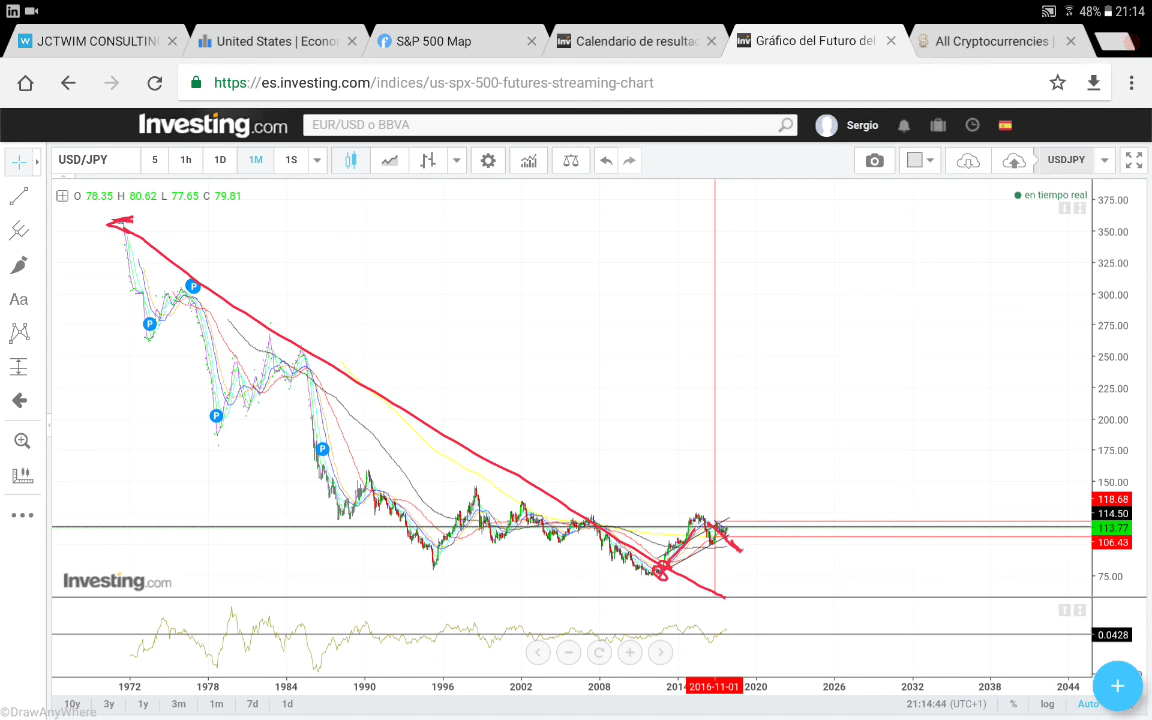 in 48% 21:14
W JCTWIM CONSULTIN × United States | Econo × f S&P 500 Map × Inv Calendario de resulta × Inv Gráfico del Futuro del × All Cryptocurrencies | ×
https://es.investing.com/indices/us-spx-500-futures-streaming-chart
Investing.com EUR/USD o BBVA Sergio
USD/JPY 5 1h 1D 1M 1S USDJPY
O 78.35 H 80.62 L 77.65 C 79.81
en tiempo real
375.00
350.00
325.00
300.00
275.00
250.00
225.00
200.00
175.00
150.00
118.68
114.50
113.77
106.43
75.00
P
P
P
P
Aa
Investing.com
0.0428
1972 1978 1984 1990 1996 2002 2008 2014 2016-11-01 2020 2026 2032 2038 2044
10y 3y 1y 3m 1m 7d 1d 21:14:44 (UTC+1) % log Auto
©DrawAnyWhere